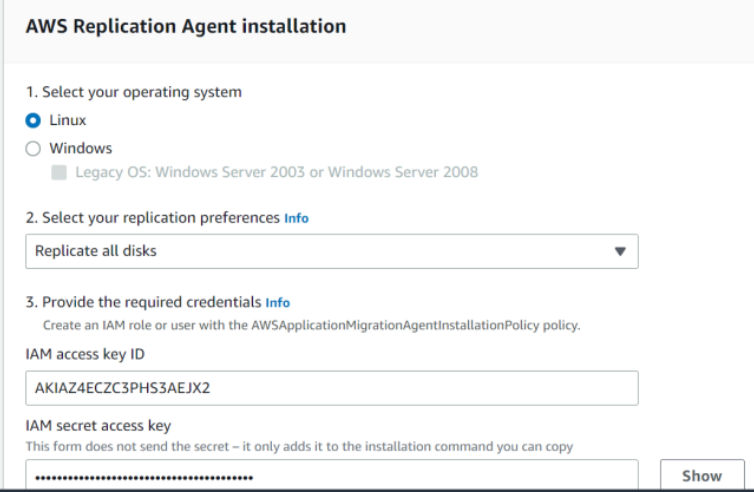 AWS Replication Agent installation
1. Select your operating system
Linux
Windows
Legacy OS: Windows Server 2003 or Windows Server 2008
2. Select your replication preferences Info
Replicate all disks
3. Provide the required credentials Info
Create an IAM role or user with the AWSApplicationMigrationAgentInstallationPolicy policy.
IAM access key ID
AKIAZ4ECZC3PHS3AEJX2
IAM secret access key
This form does not send the secret – it only adds it to the installation command you can copy
••••••••••••••••••••••••••••••••••••••••
Show